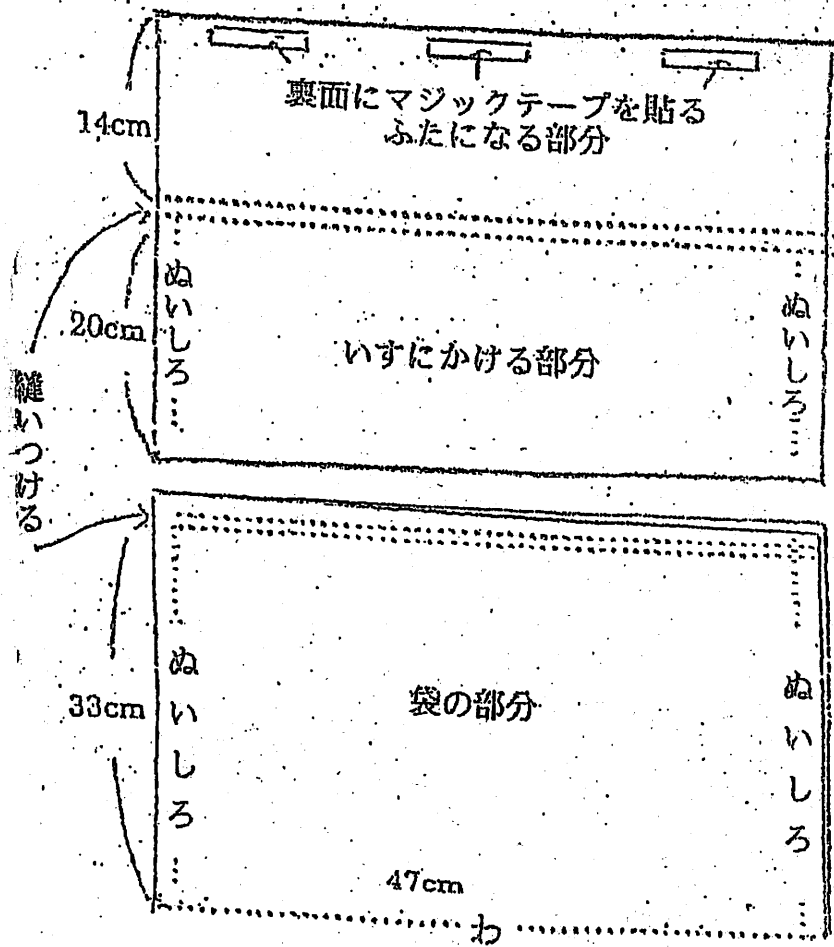 裏面にマジックテープを貼る
ふたになる部分
14cm
ぬいしろ
20cm
いすにかける部分
ぬいしろ
縫いつける
33cm
ぬいしろ
袋の部分
ぬいしろ
47cm
わ